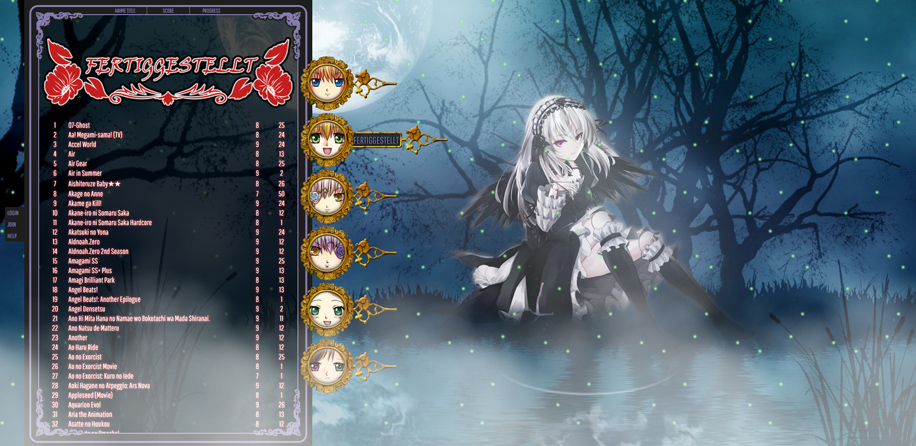 ANIME TITLE SCORE PROGRESS
FERTIGGESTELLT
FERTIGGESTELLT
1 07-Ghost 8 25
2 Aa! Megami-sama! (TV) 8 24
3 Accel World 9 24
4 Air 8 13
5 Air Gear 8 25
6 Air in Summer 9 2
7 Aishiteruze Baby★★ 8 26
8 Akage no Anne 7 50
9 Akame ga Kill! 9 24
10 Akane-iro ni Somaru Saka 8 12
11 Akane-iro ni Somaru Saka Hardcore 8 1
12 Akatsuki no Yona 9 24
13 Aldnoah.Zero 9 12
14 Aldnoah.Zero 2nd Season 9 12
15 Amagami SS 9 25
16 Amagami SS+ Plus 9 13
17 Amagi Brilliant Park 8 13
18 Angel Beats! 9 13
19 Angel Beats!: Another Epilogue 8 1
20 Angel Densetsu 9 2
21 Ano Hi Mita Hana no Namae wo Bokutachi wa Mada Shiranai. 9 11
22 Ano Natsu de Matteru 9 12
23 Another 9 12
24 Ao Haru Ride 8 12
25 Ao no Exorcist 8 25
26 Ao no Exorcist Movie 8 1
27 Ao no Exorcist: Kuro no Iede 7 1
28 Aoki Hagane no Arpeggio: Ars Nova 9 12
29 Appleseed (Movie) 8 1
30 Aquarion Evol 9 26
31 Aria the Animation 8 13
32 Asatte no Houkou 8 12
LOGIN
JOIN
HELP